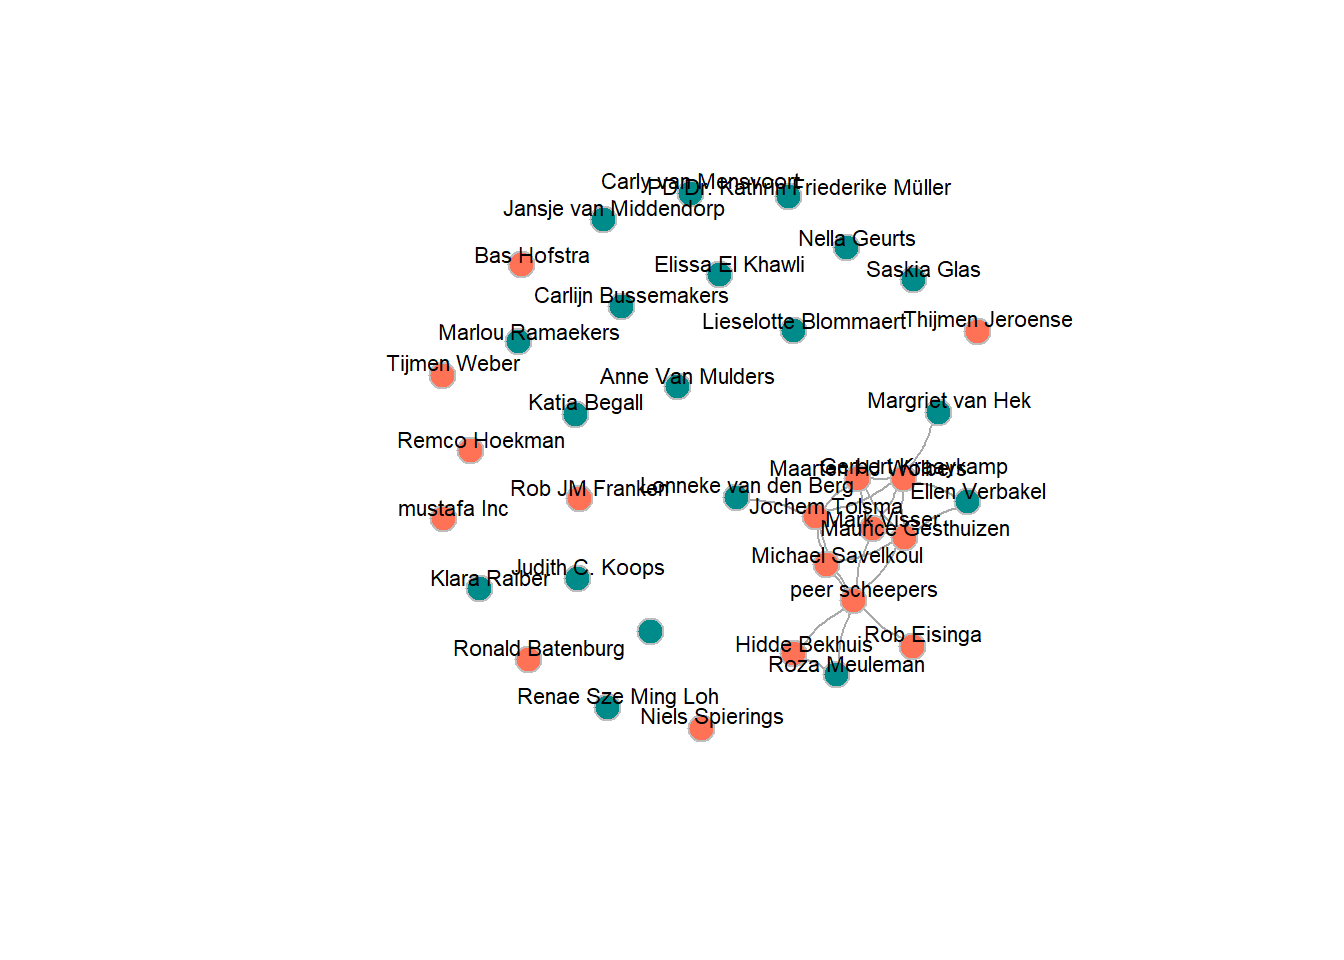 Carly van Mensvoort
PD Dr. Kathrin Friederike Müller
Jansje van Middendorp
Nella Geurts
Bas Hofstra
Elissa El Khawli
Saskia Glas
Carlijn Bussemakers
Lieselotte Blommaert
Thijmen Jeroense
Marlou Ramaekers
Tijmen Weber
Anne Van Mulders
Katia Begall
Margriet van Hek
Remco Hoekman
Maarten HJ Wolbers
Gerbert Kraaykamp
Rob JM Franken
Lonneke van den Berg
Ellen Verbakel
mustafa Inc
Jochem Tolsma
Mark Visser
Maurice Gesthuizen
Michael Savelkoul
Judith C. Koops
Klara Raiber
peer scheepers
Rob Eisinga
Hidde Bekhuis
Ronald Batenburg
Roza Meuleman
Renae Sze Ming Loh
Niels Spierings